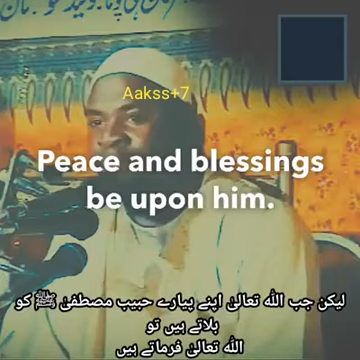 Aakss+7
Peace and blessings
be upon him.
لیکن جب اللہ تعالیٰ اپنے پیارے حبیب مصطفیٰ ﷺ کو
بلاتے ہیں تو
اللہ تعالیٰ فرماتے ہیں